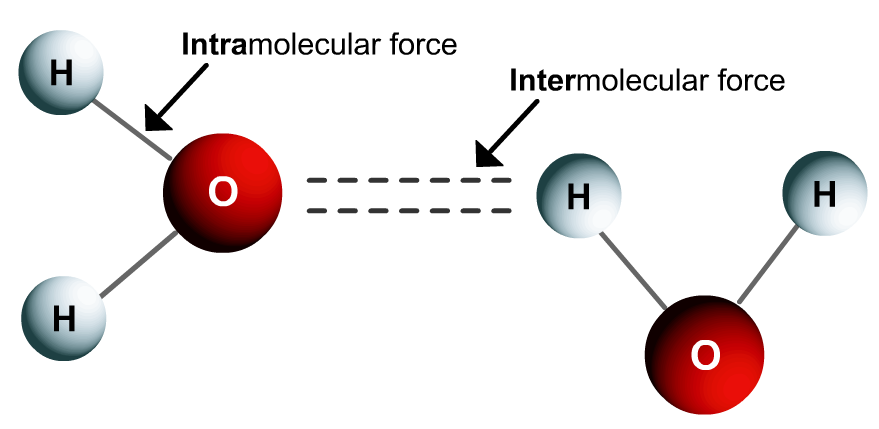 Intramolecular force
Intermolecular force
H
O
H
H
H
O